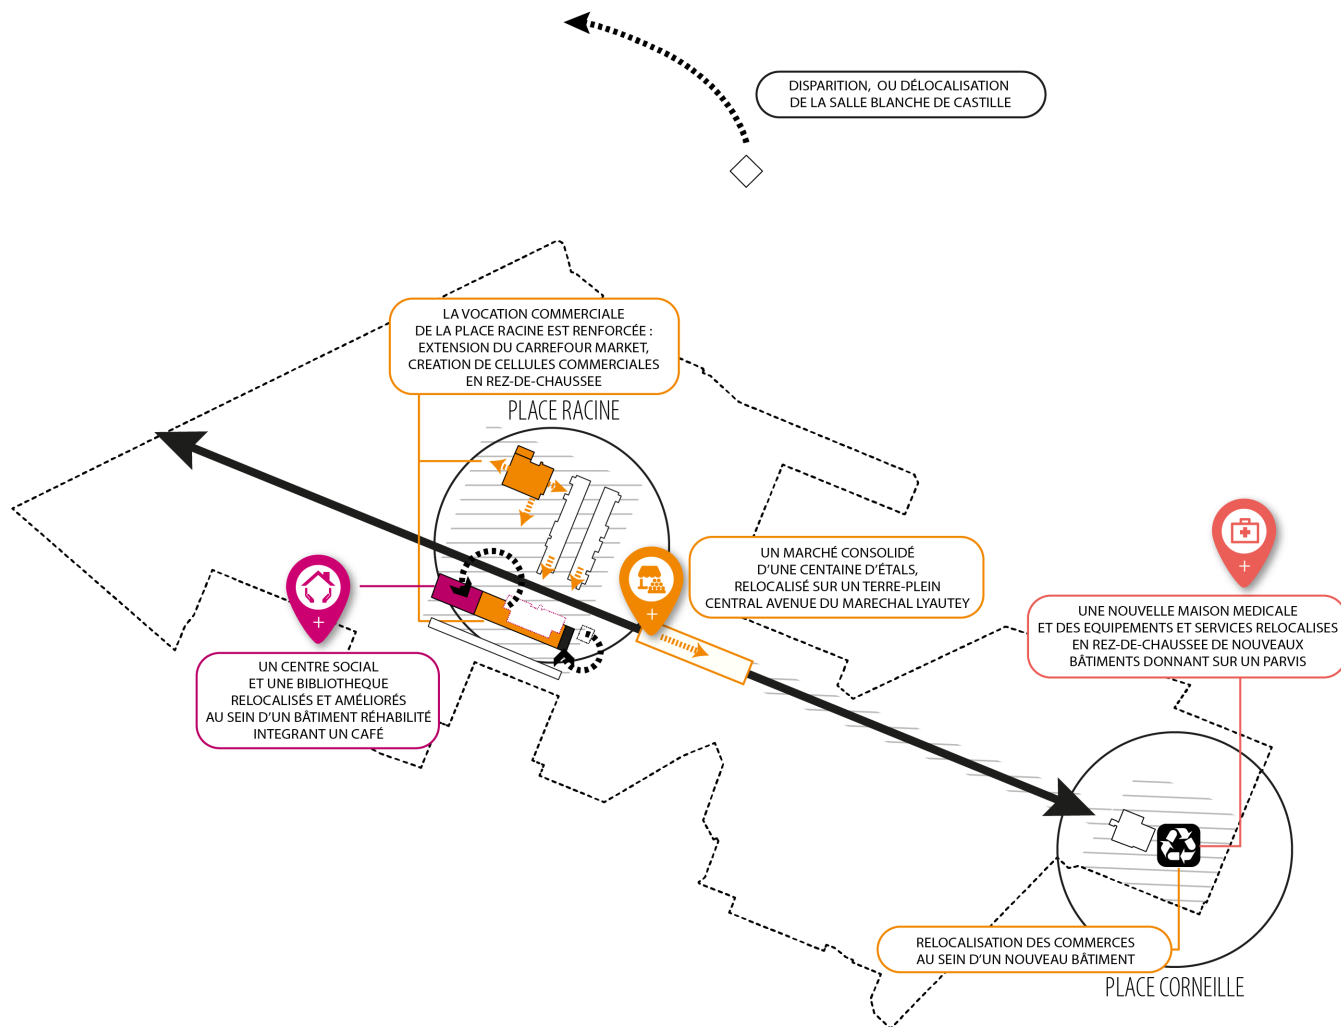 DISPARITION, OU DÉLOCALISATION
DE LA SALLE BLANCHE DE CASTILLE
LA VOCATION COMMERCIALE
DE LA PLACE RACINE EST RENFORCÉE :
EXTENSION DU CARREFOUR MARKET,
CREATION DE CELLULES COMMERCIALES
EN REZ-DE-CHAUSSEE
PLACE RACINE
UN MARCHÉ CONSOLIDÉ
D'UNE CENTAINE D'ÉTALS,
RELOCALISÉ SUR UN TERRE-PLEIN
CENTRAL AVENUE DU MARECHAL LYAUTEY
UNE NOUVELLE MAISON MEDICALE
ET DES EQUIPEMENTS ET SERVICES RELOCALISES
EN REZ-DE-CHAUSSEE DE NOUVEAUX
BÂTIMENTS DONNANT SUR UN PARVIS
UN CENTRE SOCIAL
ET UNE BIBLIOTHEQUE
RELOCALISÉS ET AMÉLIORÉS
AU SEIN D'UN BÂTIMENT RÉHABILITÉ
INTEGRANT UN CAFÉ
RELOCALISATION DES COMMERCES
AU SEIN D'UN NOUVEAU BÂTIMENT
PLACE CORNEILLE